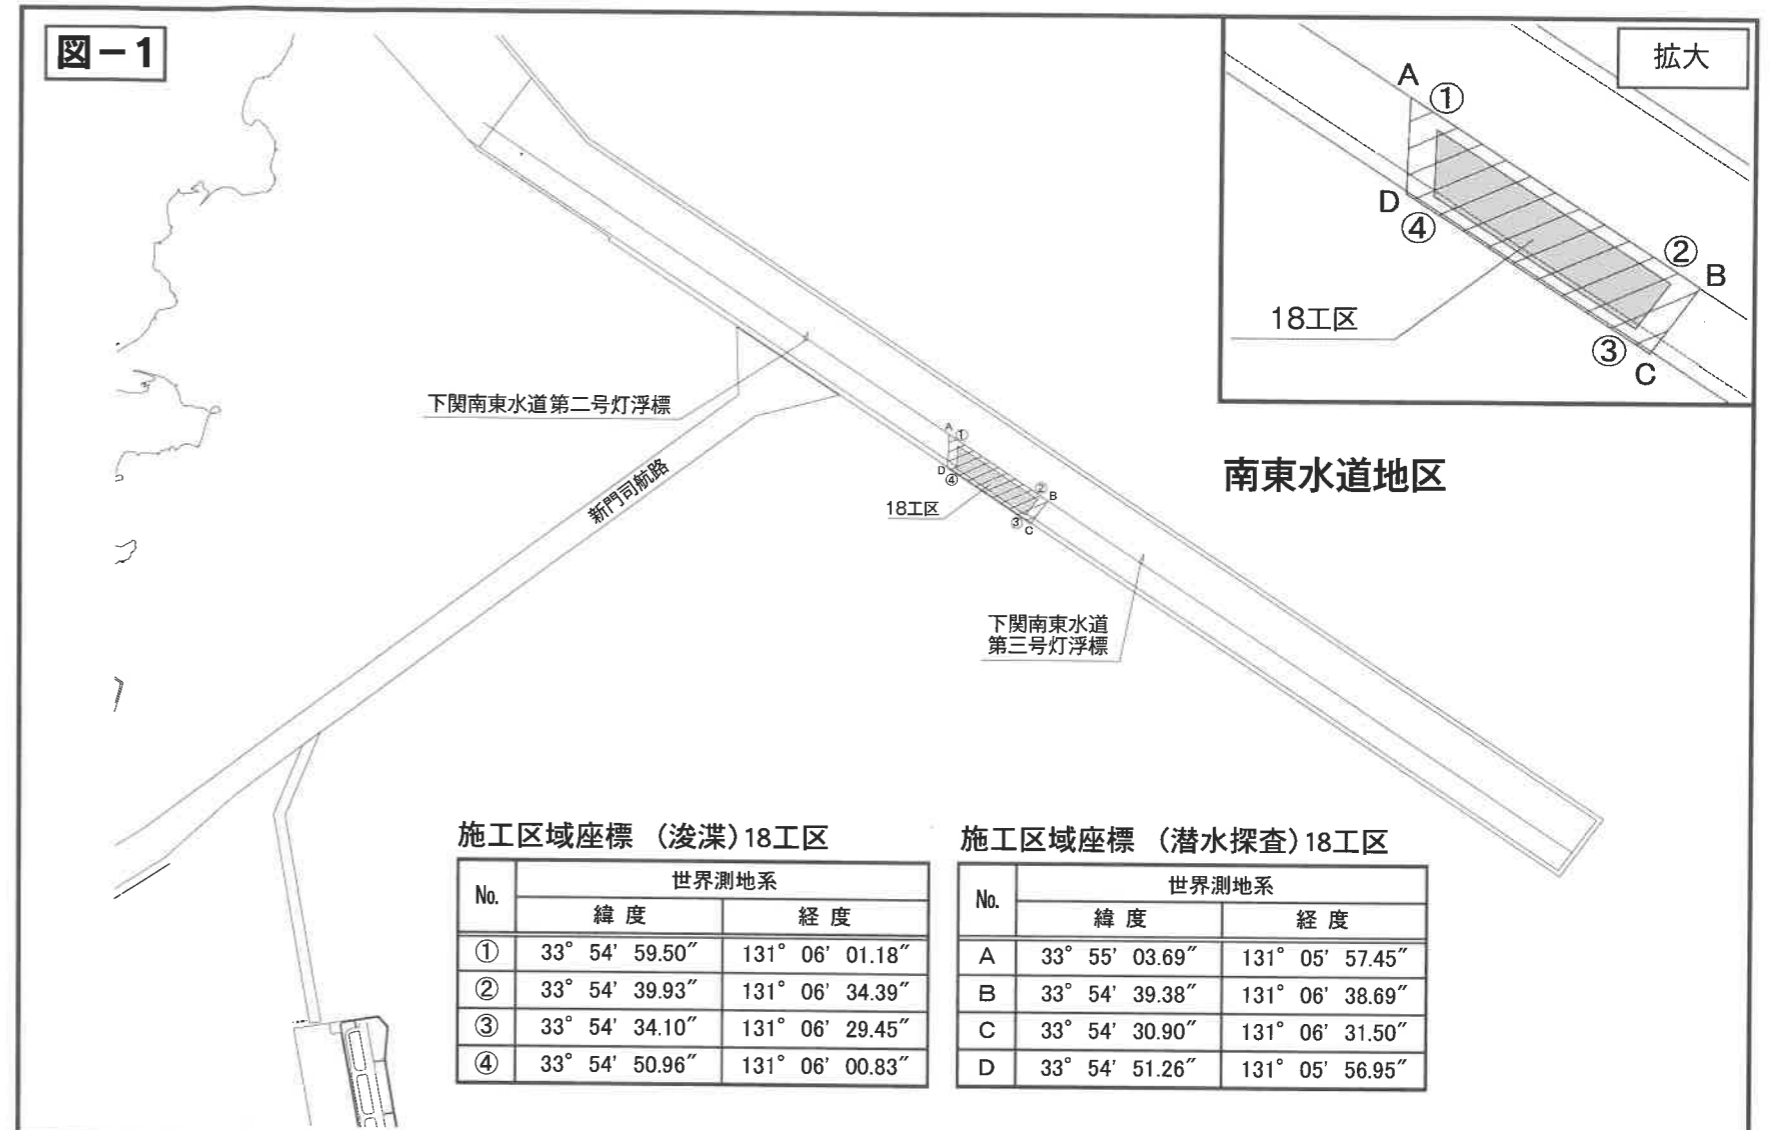 図－1
拡大
A ①
② B
D ④
18工区
③ C
下関南東水道第二号灯浮標
新門司航路
A ①
D ④
② B
18工区
③ C
南東水道地区
下関南東水道
第三号灯浮標
施工区域座標 （浚渫）18工区
No. 世界測地系
緯 度 経 度
① 33° 54′ 59.50″ 131° 06′ 01.18″
② 33° 54′ 39.93″ 131° 06′ 34.39″
③ 33° 54′ 34.10″ 131° 06′ 29.45″
④ 33° 54′ 50.96″ 131° 06′ 00.83″
施工区域座標 （潜水探査）18工区
No. 世界測地系
緯 度 経 度
A 33° 55′ 03.69″ 131° 05′ 57.45″
B 33° 54′ 39.38″ 131° 06′ 38.69″
C 33° 54′ 30.90″ 131° 06′ 31.50″
D 33° 54′ 51.26″ 131° 05′ 56.95″